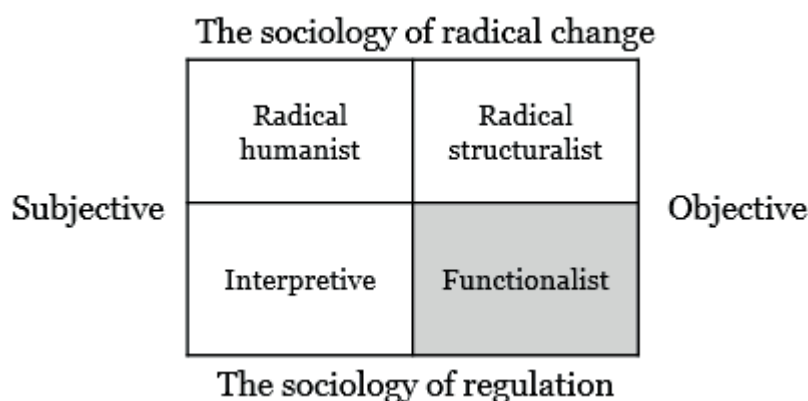 The sociology of radical change
Radical
humanist
Radical
structuralist
Subjective
Objective
Interpretive
Functionalist
The sociology of regulation